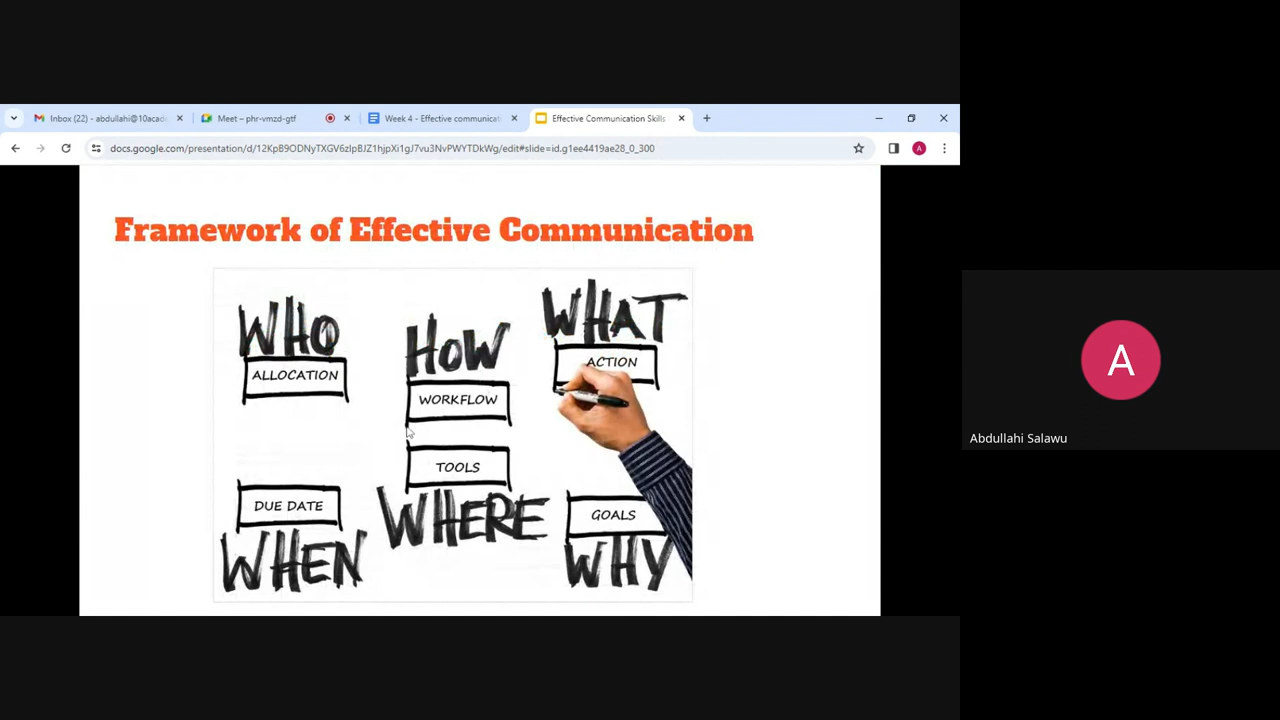 Inbox (22) - abdullahi@10acad
Meet – phr-vmzd-gtf
Week 4 - Effective communicat
Effective Communication Skills
docs.google.com/presentation/d/12KpB9ODNyTXGV6zIpBJZ1hjpXi1gJ7vu3NvPWYTDkWg/edit#slide=id.g1ee4419ae28_0_300
A
Framework of Effective Communication
WHO
ALLOCATION
HOW
WORKFLOW
WHAT
ACTION
DUE DATE
WHEN
TOOLS
WHERE
GOALS
WHY
A
Abdullahi Salawu